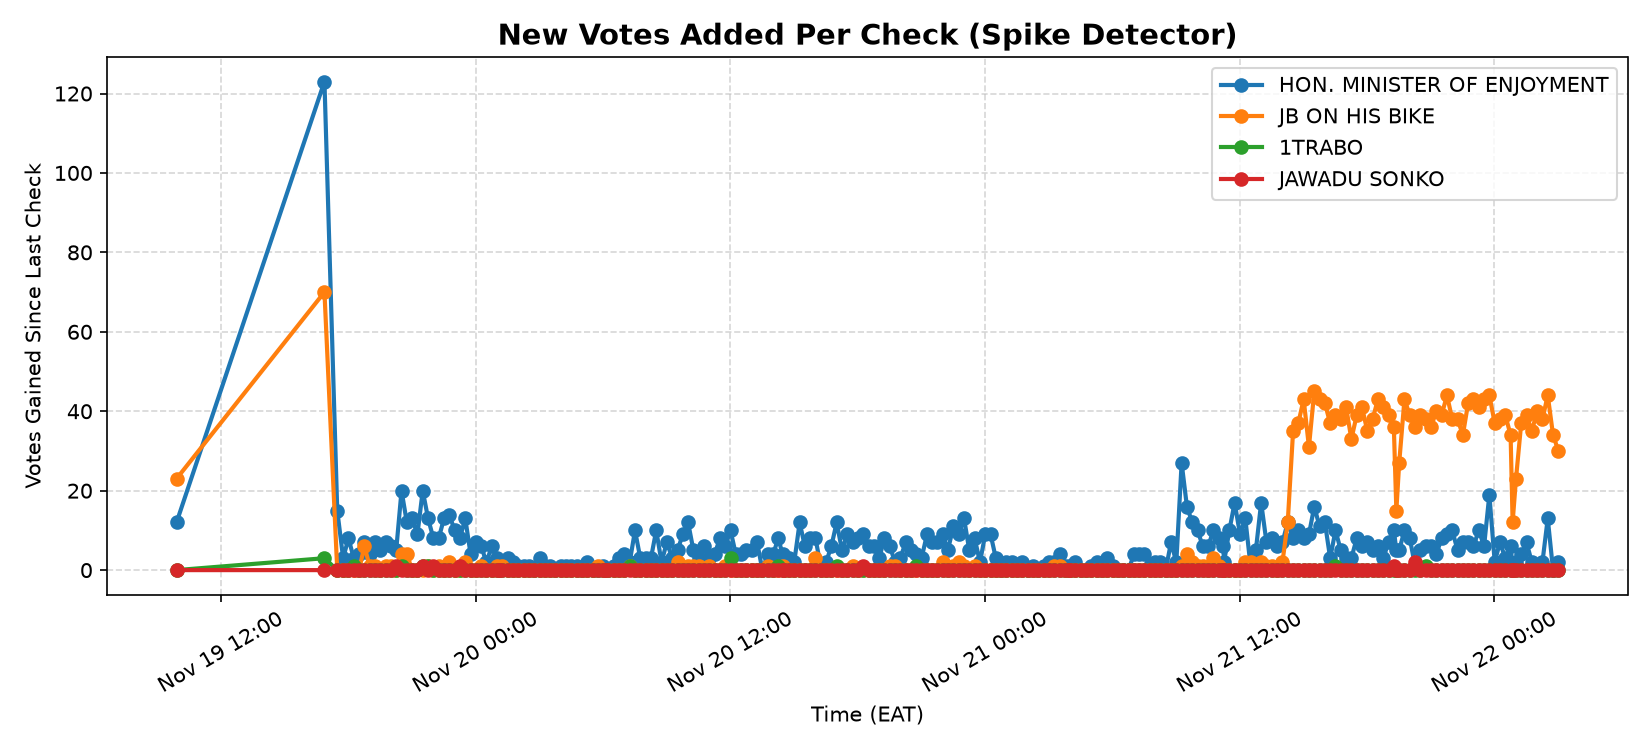 New Votes Added Per Check (Spike Detector)
HON. MINISTER OF ENJOYMENT
JB ON HIS BIKE
1TRABO
JAWADU SONKO
Votes Gained Since Last Check
120
100
80
60
40
20
0
Nov 19 12:00
Nov 20 00:00
Nov 20 12:00
Nov 21 00:00
Nov 21 12:00
Nov 22 00:00
Time (EAT)